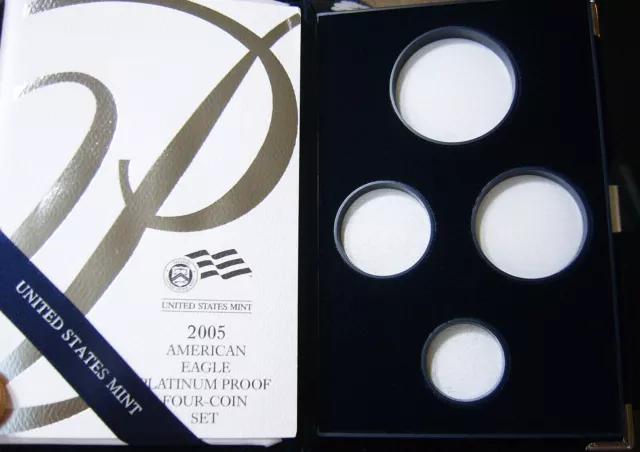 UNITED STATES MINT
2005
AMERICAN
EAGLE
PLATINUM PROOF
FOUR-COIN
SET
UNITED STATES MINT